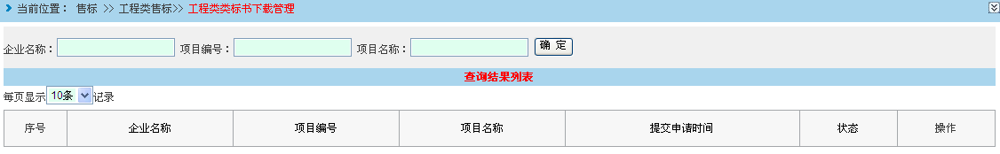 当前位置： 售标 >> 工程类售标>> 工程类类标书下载管理
企业名称： 项目编号： 项目名称： 确 定
查询结果列表
每页显示 10条 记录
序号 企业名称 项目编号 项目名称 提交申请时间 状态 操作